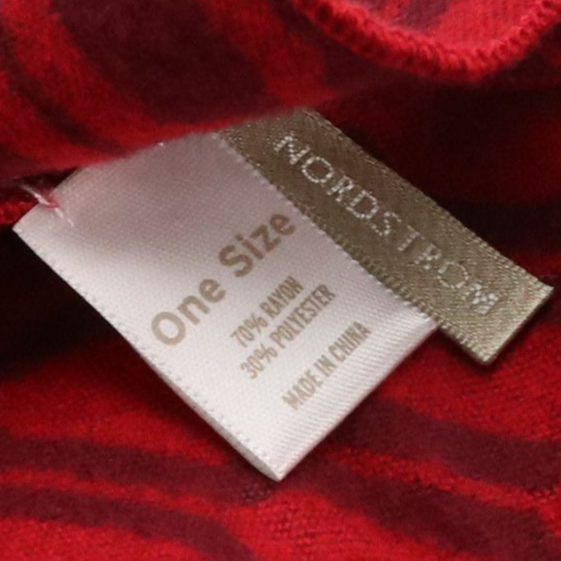 NORDSTROM
One Size
70% RAYON
30% POLYESTER
MADE IN CHINA